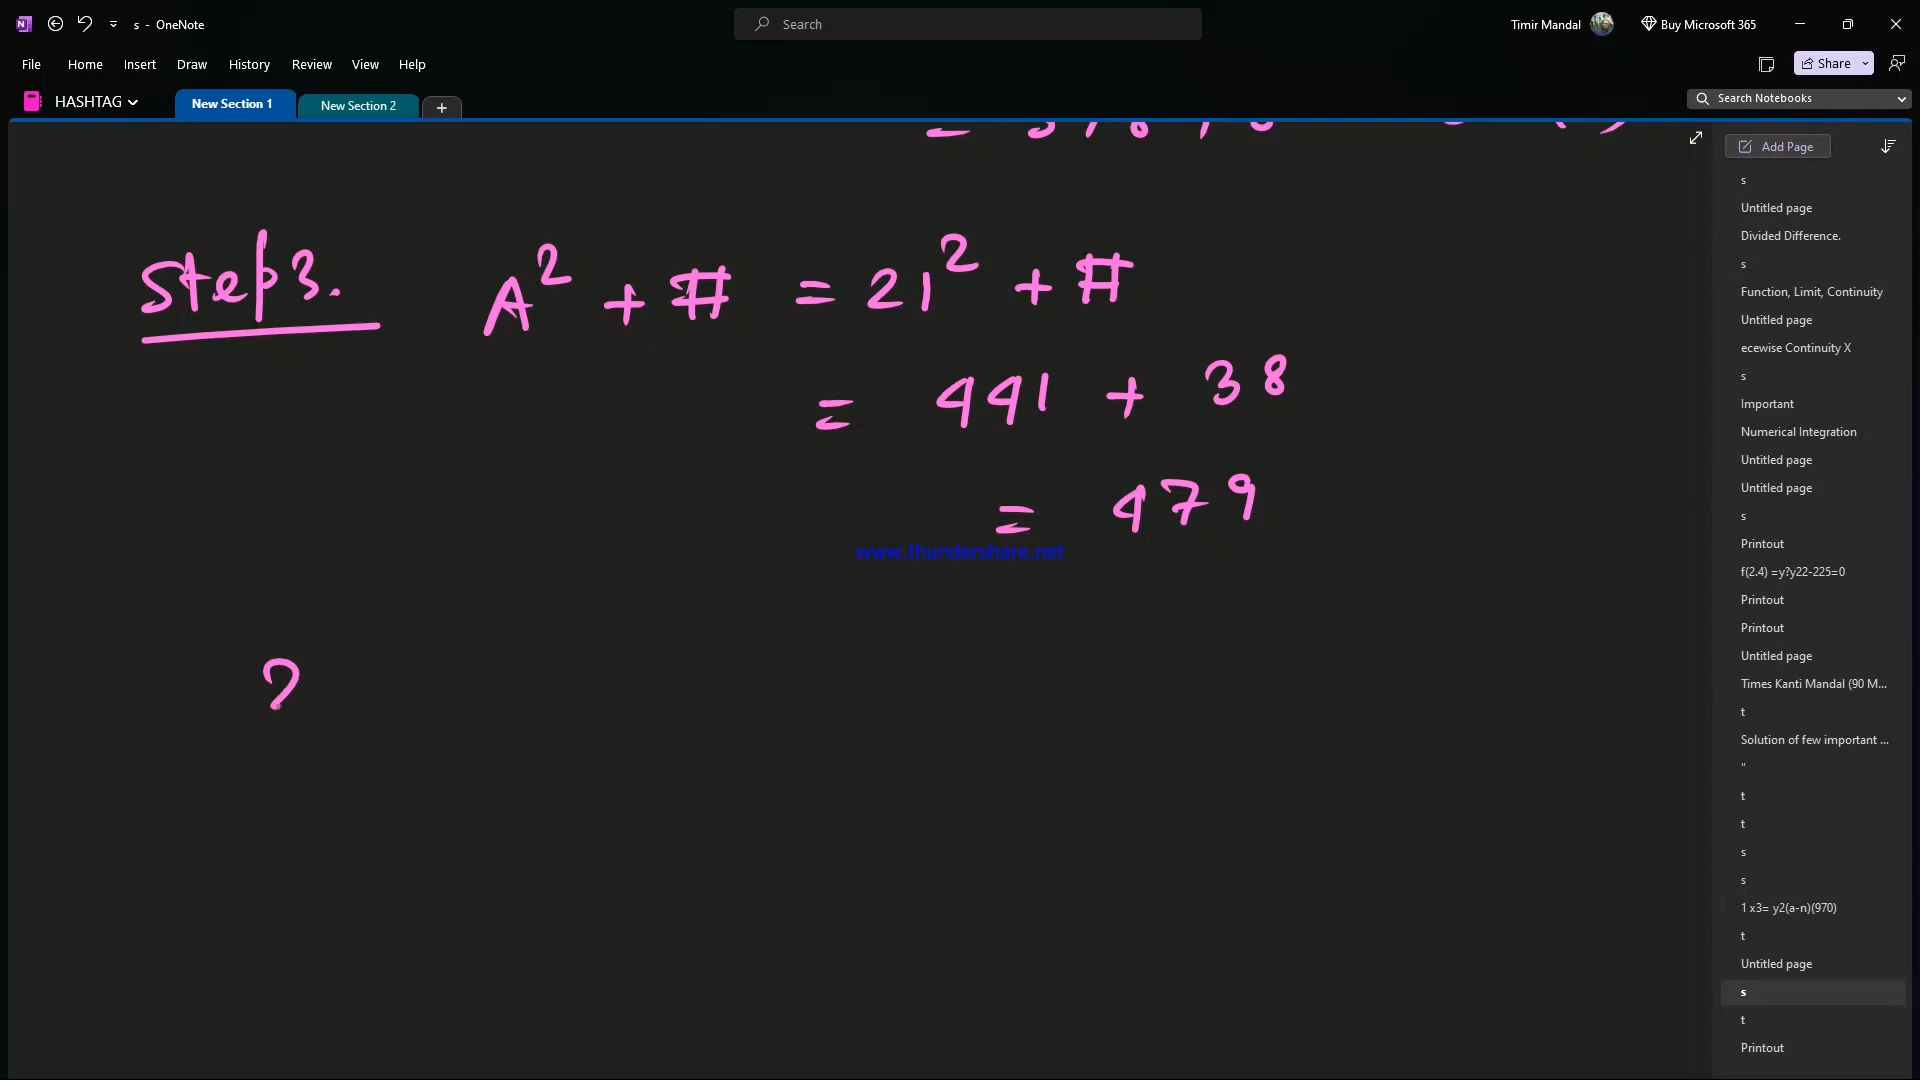 s - OneNote
Search
Timir Mandal
Buy Microsoft 365
File Home Insert Draw History Review View Help
Share
HASHTAG
New Section 1
New Section 2
+
Search Notebooks
Add Page
s
Untitled page
Divided Difference.
s
Function, Limit, Continuity
Untitled page
ecewise Continuity X
s
Important
Numerical Integration
Untitled page
Untitled page
s
Printout
f(2.4) =y?y22-225=0
Printout
Printout
Untitled page
Times Kanti Mandal (90 M...
t
Solution of few important ...
"
t
t
s
s
1 x3= y2(a-n)(970)
t
Untitled page
s
t
Printout
Step 3. A² + # = 21² + #
= 441 + 38
= 479
www.thundershare.net
?